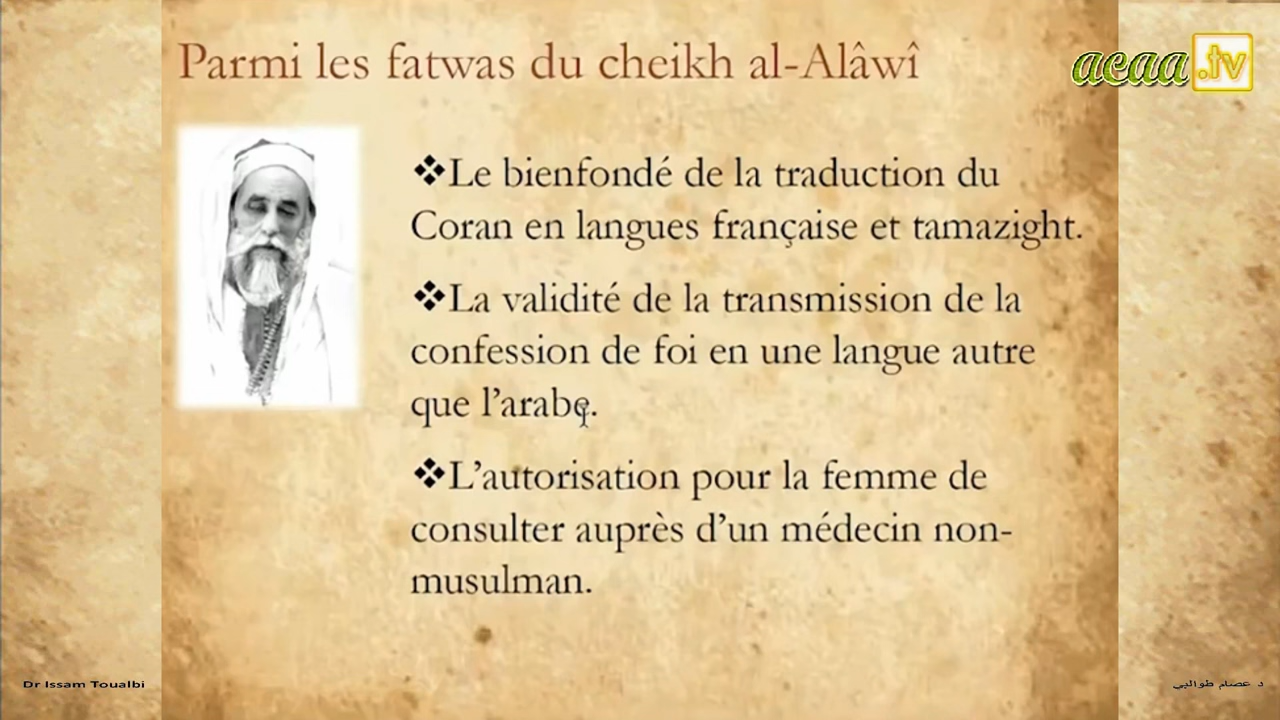 Parmi les fatwas du cheikh al-Alâwî
aeaa.tv
❖Le bienfondé de la traduction du
Coran en langues française et tamazight.
❖La validité de la transmission de la
confession de foi en une langue autre
que l'arabe.
❖L'autorisation pour la femme de
consulter auprès d'un médecin non-
musulman.
Dr Issam Toualbi
د عصام طوالبي